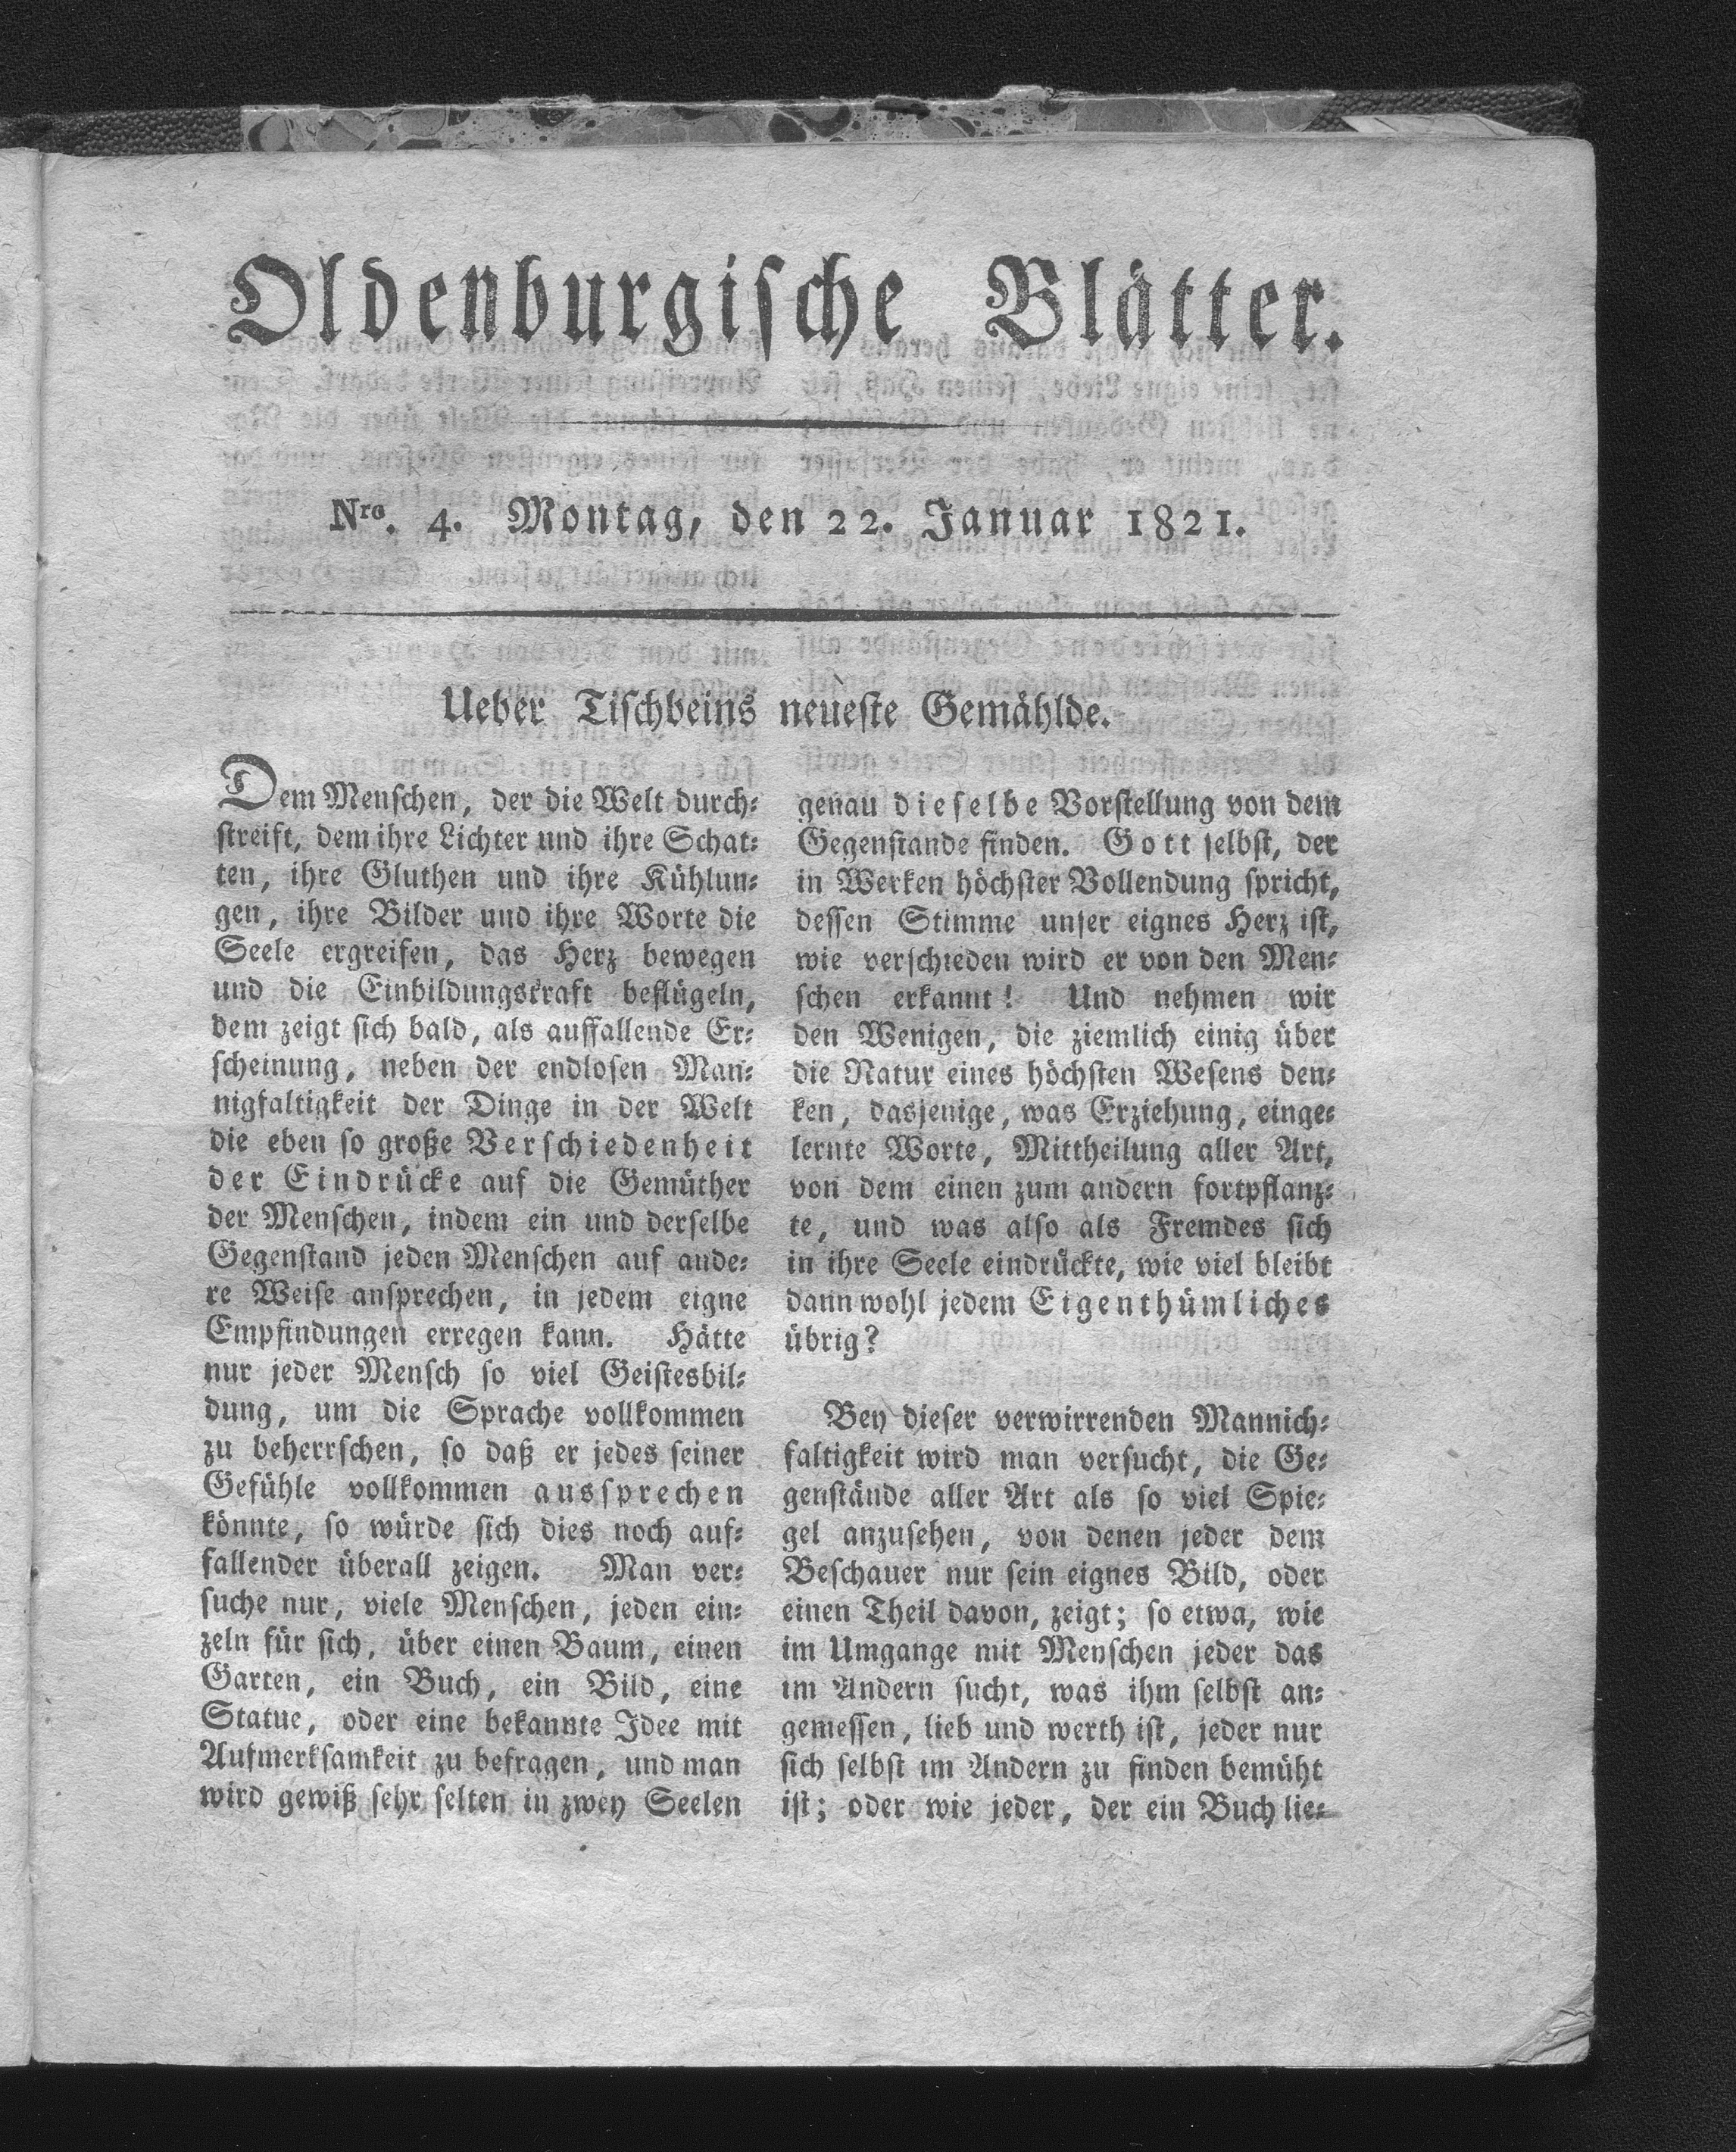 Oldenburgische Blätter.
Nro. 4. Montag, den 22. Januar 1821.
Ueber Tischbeins neueste Gemählde.
Dem Menschen, der die Welt durch-
streift, dem ihre Lichter und ihre Schat-
ten, ihre Gluthen und ihre Kühlun-
gen, ihre Bilder und ihre Worte die
Seele ergreifen, das Herz bewegen
und die Einbildungskraft beflügeln,
dem zeigt sich bald, als auffallende Er-
scheinung, neben der endlosen Man-
nigfaltigkeit der Dinge in der Welt
die eben so große Verschiedenheit
der Eindrücke auf die Gemüther
der Menschen, indem ein und derselbe
Gegenstand jeden Menschen auf ande-
re Weise ansprechen, in jedem eigne
Empfindungen erregen kann. Hätte
nur jeder Mensch so viel Geistesbil-
dung, um die Sprache vollkommen
zu beherrschen, so daß er jedes seiner
Gefühle vollkommen aussprechen
könnte, so würde sich dies noch auf-
fallender überall zeigen. Man ver-
suche nur, viele Menschen, jeden ein-
zeln für sich, über einen Baum, einen
Garten, ein Buch, ein Bild, eine
Statue, oder eine bekannte Idee mit
Aufmerksamkeit zu befragen, und man
wird gewiß sehr selten in zwey Seelen
genau dieselbe Vorstellung von dem
Gegenstande finden. Gott selbst, der
in Werken höchster Vollendung spricht,
dessen Stimme unser eignes Herz ist,
wie verschieden wird er von den Men-
schen erkannt! Und nehmen wir
den Wenigen, die ziemlich einig über
die Natur eines höchsten Wesens den-
ken, dasjenige, was Erziehung, einge-
lernte Worte, Mittheilung aller Art,
von dem einen zum andern fortpflanz-
te, und was also als Fremdes sich
in ihre Seele eindrückte, wie viel bleibt
dann wohl jedem Eigenthümliches
übrig?
Bey dieser verwirrenden Mannich-
faltigkeit wird man versucht, die Ge-
genstände aller Art als so viel Spie-
gel anzusehen, von denen jeder dem
Beschauer nur sein eignes Bild, oder
einen Theil davon, zeigt; so etwa, wie
im Umgange mit Menschen jeder das
im Andern sucht, was ihm selbst an-
gemessen, lieb und werth ist, jeder nur
sich selbst im Andern zu finden bemüht
ist; oder wie jeder, der ein Buch lie-